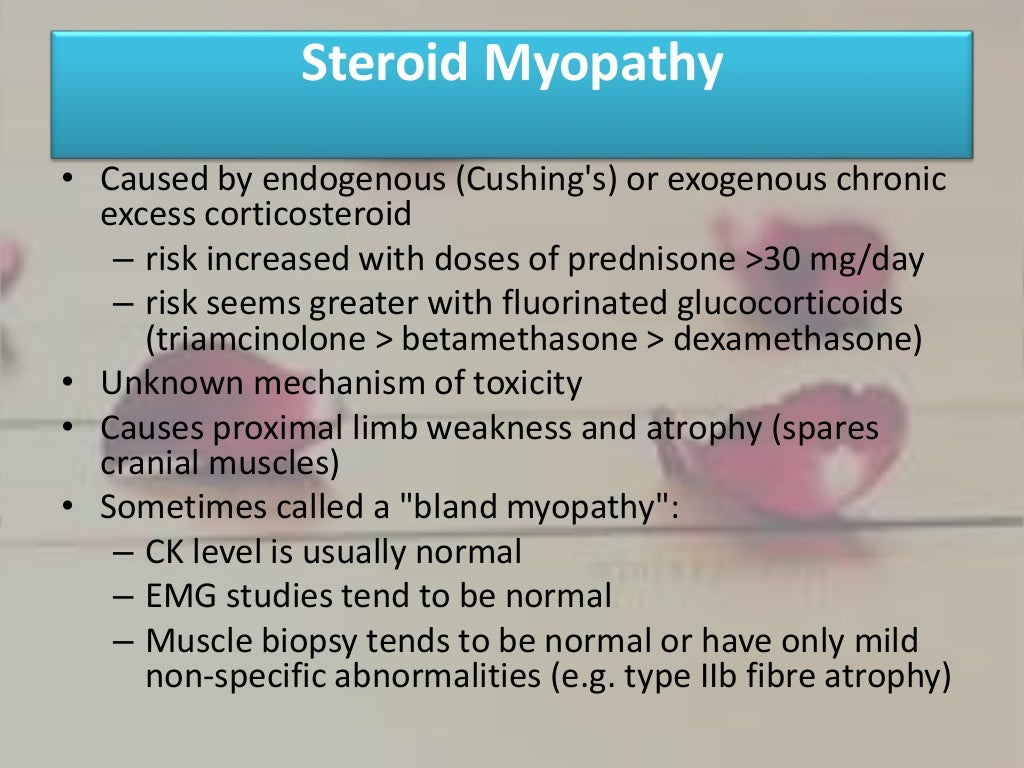 Steroid Myopathy
• Caused by endogenous (Cushing's) or exogenous chronic
excess corticosteroid
– risk increased with doses of prednisone >30 mg/day
– risk seems greater with fluorinated glucocorticoids
(triamcinolone > betamethasone > dexamethasone)
• Unknown mechanism of toxicity
• Causes proximal limb weakness and atrophy (spares
cranial muscles)
• Sometimes called a "bland myopathy":
– CK level is usually normal
– EMG studies tend to be normal
– Muscle biopsy tends to be normal or have only mild
non-specific abnormalities (e.g. type IIb fibre atrophy)